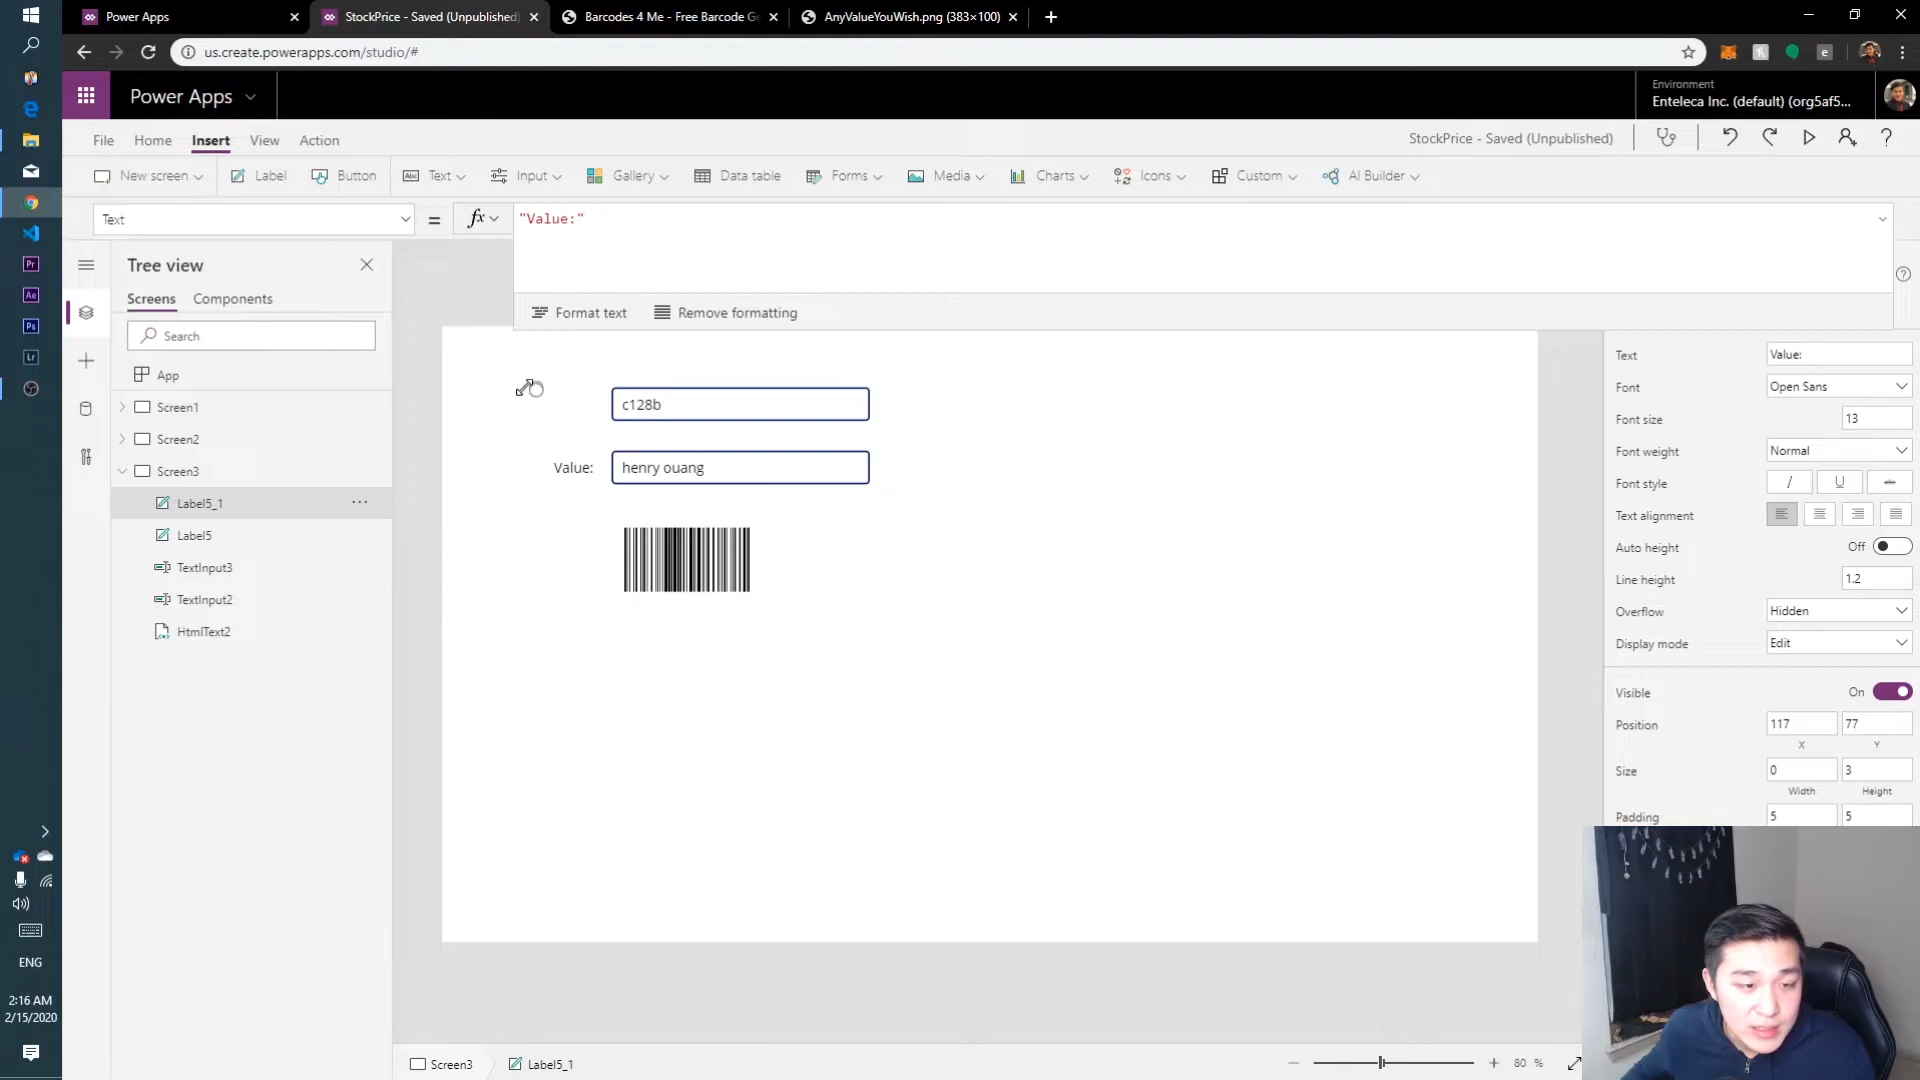 Power Apps
StockPrice - Saved (Unpublished)
Barcodes 4 Me - Free Barcode Ge
AnyValueYouWish.png (383×100)
us.create.powerapps.com/studio/#
Power Apps
Environment
Enteleca Inc. (default) (org5af5...
File
Home
Insert
View
Action
StockPrice - Saved (Unpublished)
New screen
Label
Button
Text
Input
Gallery
Data table
Forms
Media
Charts
Icons
Custom
AI Builder
Text
=
fx
"Value:"
Format text
Remove formatting
Tree view
Screens
Components
Search
App
Screen1
Screen2
Screen3
Label5_1
Label5
TextInput3
TextInput2
HtmlText2
c128b
Value:
henry ouang
Text
Value:
Font
Open Sans
Font size
13
Font weight
Normal
Font style
Text alignment
Auto height
Off
Line height
1.2
Overflow
Hidden
Display mode
Edit
Visible
On
Position
117
77
X
Y
Size
0
3
Width
Height
Padding
5
5
ENG
2:16 AM
2/15/2020
Screen3
Label5_1
80 %